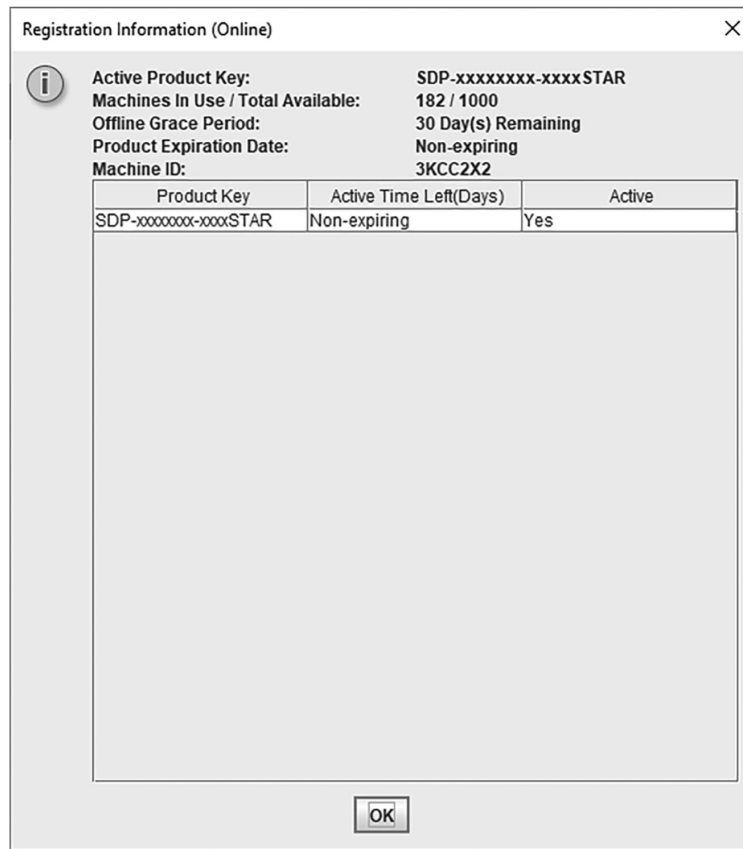 Registration Information (Online)
Active Product Key: SDP-xxxxxxxx-xxxxSTAR
Machines In Use / Total Available: 182 / 1000
Offline Grace Period: 30 Day(s) Remaining
Product Expiration Date: Non-expiring
Machine ID: 3KCC2X2
Product Key Active Time Left(Days) Active
SDP-xxxxxxxx-xxxxSTAR Non-expiring Yes
OK